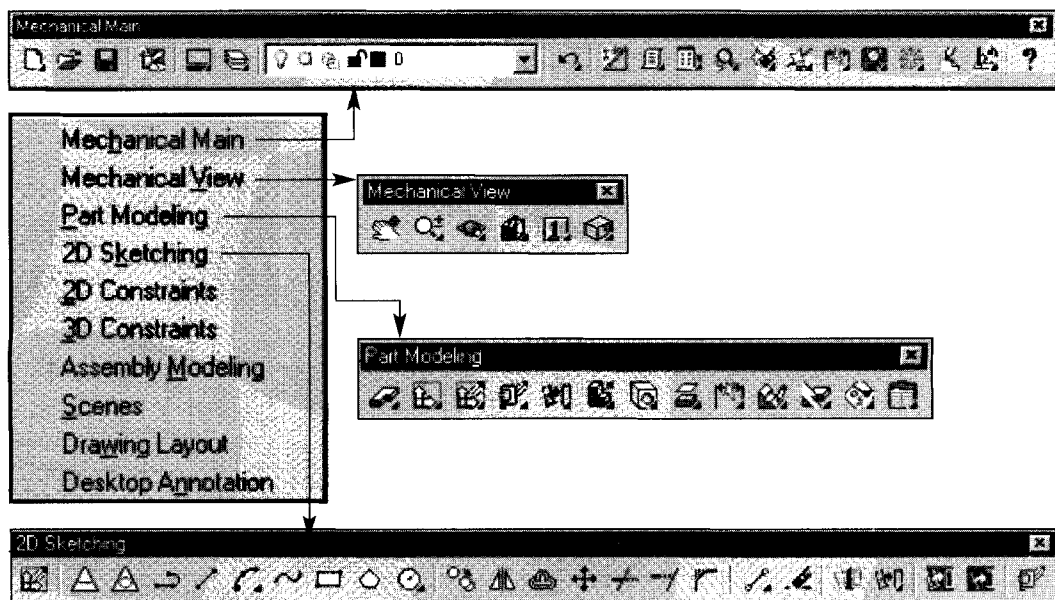 Mechanical Main
0
Mechanical Main
Mechanical View
Part Modeling
2D Sketching
2D Constraints
3D Constraints
Assembly Modeling
Scenes
Drawing Layout
Desktop Annotation
Mechanical View
Part Modeling
2D Sketching